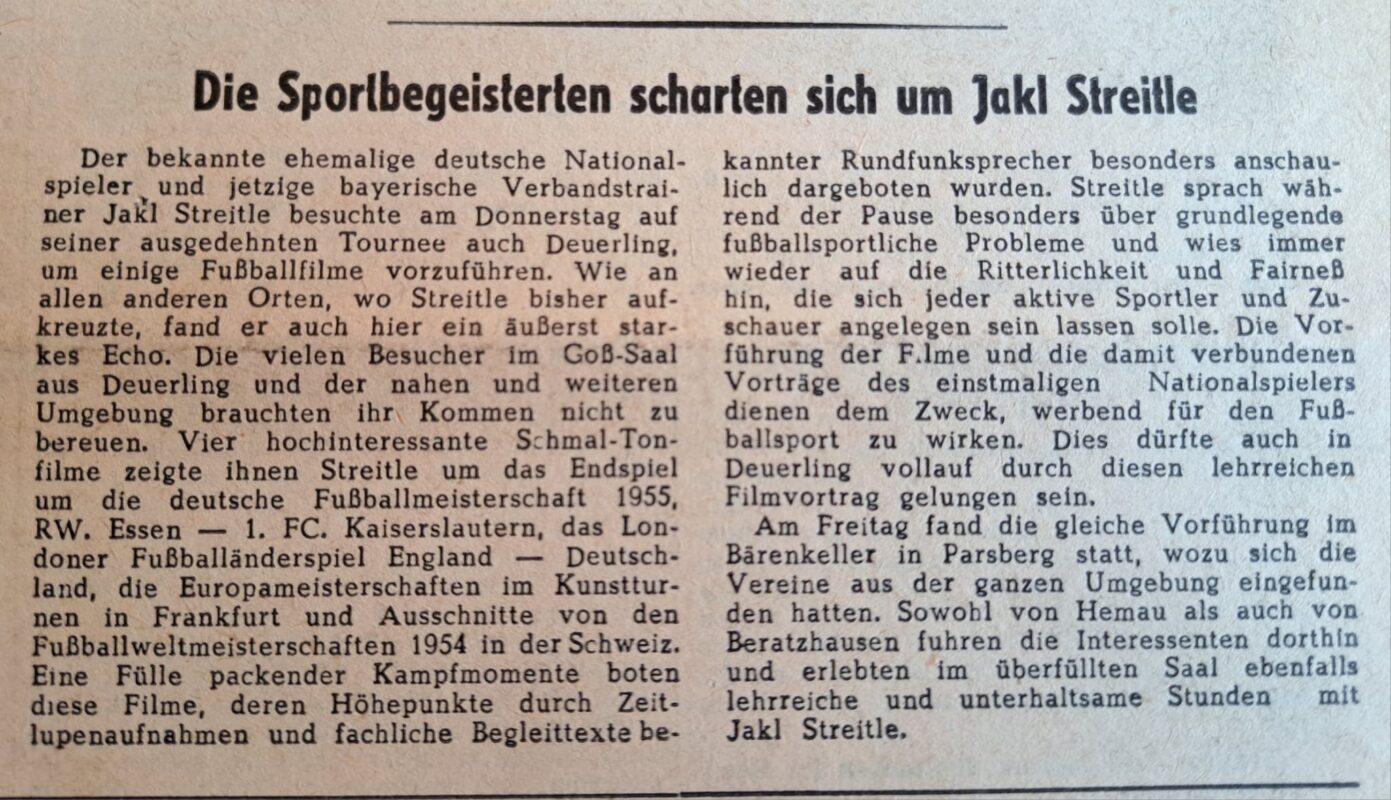 Die Sportbegeisterten scharten sich um Jakl Streitle
Der bekannte ehemalige deutsche National-
spieler und jetzige bayerische Verbandstrai-
ner Jakl Streitle besuchte am Donnerstag auf
seiner ausgedehnten Tournee auch Deuerling,
um einige Fußballfilme vorzuführen. Wie an
allen anderen Orten, wo Streitle bisher auf-
kreuzte, fand er auch hier ein äußerst star-
kes Echo. Die vielen Besucher im Goß-Saal
aus Deuerling und der nahen und weiteren
Umgebung brauchten ihr Kommen nicht zu
bereuen. Vier hochinteressante Schmal-Ton-
filme zeigte ihnen Streitle um das Endspiel
um die deutsche Fußballmeisterschaft 1955,
RW. Essen — 1. FC. Kaiserslautern, das Lon-
doner Fußballänderspiel England — Deutsch-
land, die Europameisterschaften im Kunsttur-
nen in Frankfurt und Ausschnitte von den
Fußballweltmeisterschaften 1954 in der Schweiz.
Eine Fülle packender Kampfmomente boten
diese Filme, deren Höhepunkte durch Zeit-
lupenaufnahmen und fachliche Begleittexte be-
kannter Rundfunksprecher besonders anschau-
lich dargeboten wurden. Streitle sprach wäh-
rend der Pause besonders über grundlegende
fußballsportliche Probleme und wies immer
wieder auf die Ritterlichkeit und Fairneß
hin, die sich jeder aktive Sportler und Zu-
schauer angelegen sein lassen solle. Die Vor-
führung der F.lme und die damit verbundenen
Vorträge des einstmaligen Nationalspielers
dienen dem Zweck, werbend für den Fuß-
ballsport zu wirken. Dies dürfte auch in
Deuerling vollauf durch diesen lehrreichen
Filmvortrag gelungen sein.
Am Freitag fand die gleiche Vorführung im
Bärenkeller in Parsberg statt, wozu sich die
Vereine aus der ganzen Umgebung eingefun-
den hatten. Sowohl von Hemau als auch von
Beratzhausen fuhren die Interessenten dorthin
und erlebten im überfüllten Saal ebenfalls
lehrreiche und unterhaltsame Stunden mit
Jakl Streitle.